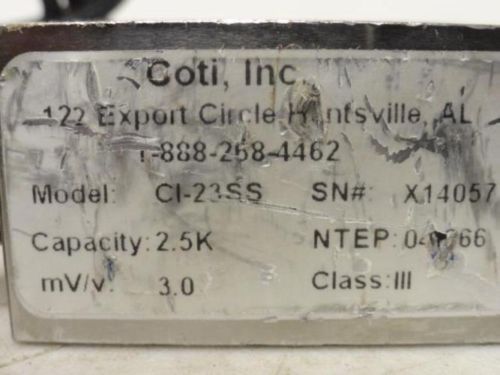 Coti, Inc.
122 Export Circle Huntsville, AL
1-888-258-4462
Model: CI-23SS SN#: X14057
Capacity: 2.5K NTEP:
mV/v: 3.0 Class: III